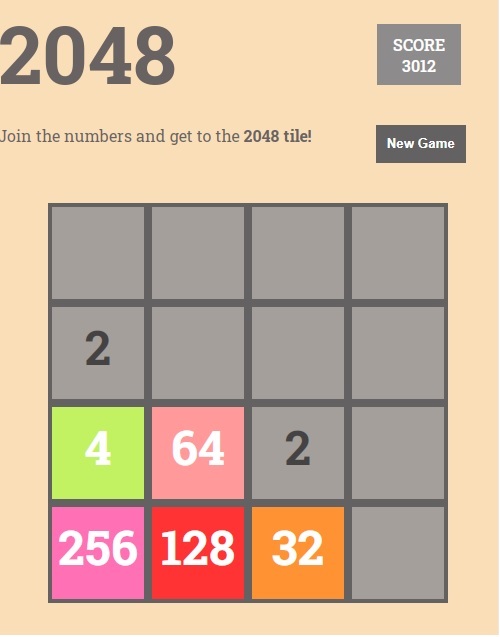 2048
SCORE
3012
Join the numbers and get to the 2048 tile!
New Game
2
4 64 2
256 128 32